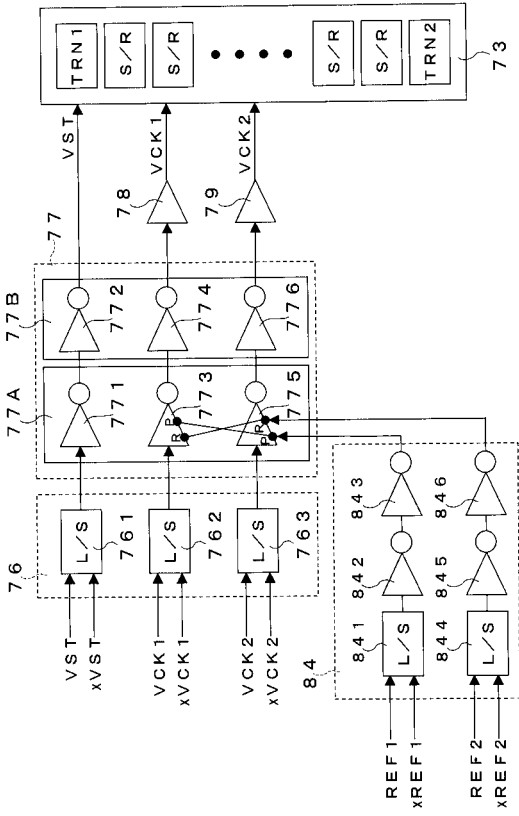 VST
xVST
VCK1
xVCK1
VCK2
xVCK2
REF1
xREF1
REF2
xREF2
76
L/S
761
L/S
762
L/S
763
84
L/S
841
L/S
844
842
843
845
846
77
77A
77B
771
772
R
P
773
774
P
R
775
776
78
79
VST
VCK1
VCK2
TRN1
S/R
S/R
S/R
S/R
TRN2
73